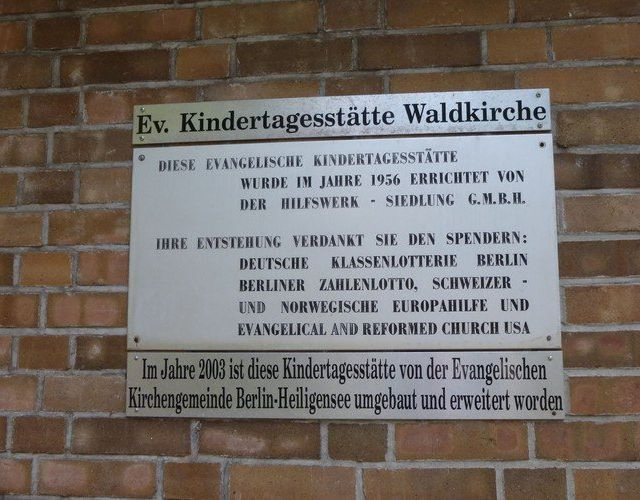 Ev. Kindertagesstätte Waldkirche
DIESE EVANGELISCHE KINDERTAGESSTÄTTE
WURDE IM JAHRE 1956 ERRICHTET VON
DER HILFSWERK - SIEDLUNG G.M.B.H.
IHRE ENTSTEHUNG VERDANKT SIE DEN SPENDERN:
DEUTSCHE KLASSENLOTTERIE BERLIN
BERLINER ZAHLENLOTTO, SCHWEIZER -
UND NORWEGISCHE EUROPAHILFE UND
EVANGELICAL AND REFORMED CHURCH USA
Im Jahre 2003 ist diese Kindertagesstätte von der Evangelischen
Kirchengemeinde Berlin-Heiligensee umgebaut und erweitert worden